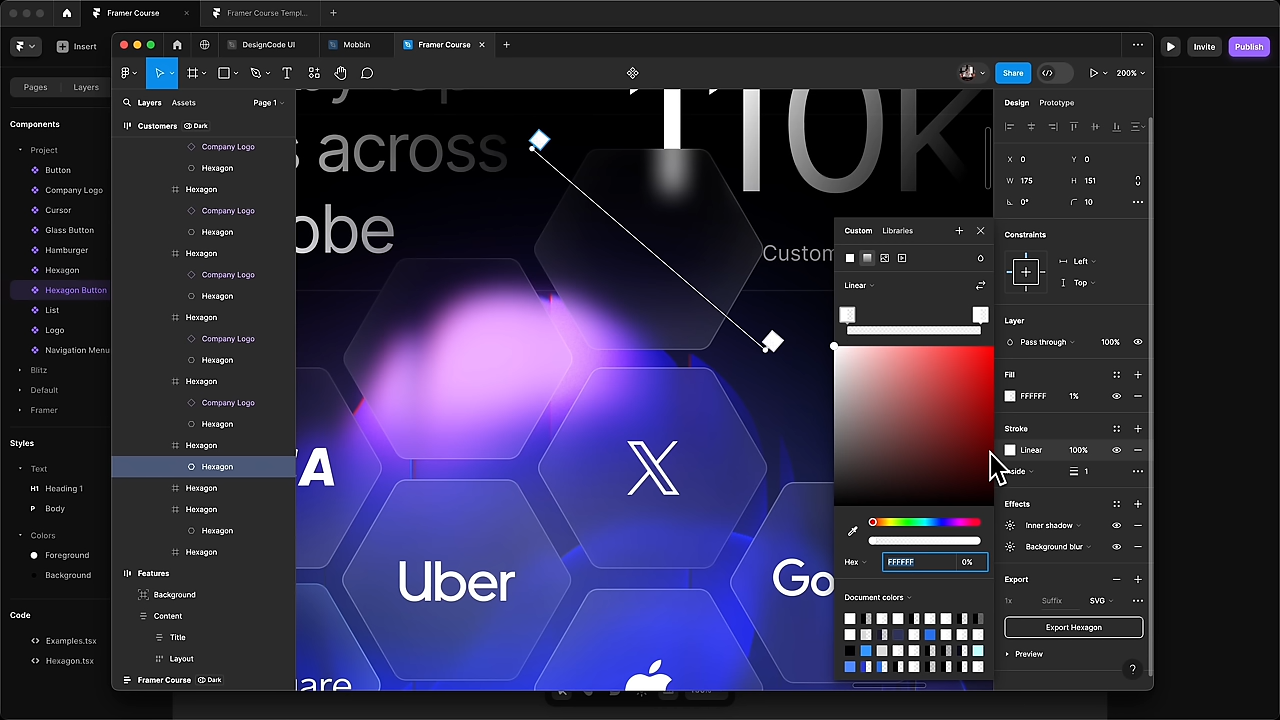 Framer Course
Framer Course Templ...
Insert
Invite
Publish
DesignCode UI
Mobbin
Framer Course
Share
200%
Pages
Layers
Components
Project
Button
Company Logo
Cursor
Glass Button
Hamburger
Hexagon
Hexagon Button
List
Logo
Navigation Menu
Blitz
Default
Framer
Styles
Text
H1 Heading 1
P Body
Colors
Foreground
Background
Code
Examples.tsx
Hexagon.tsx
Layers
Assets
Page 1
Customers
Dark
Company Logo
Hexagon
Hexagon
Company Logo
Hexagon
Hexagon
Company Logo
Hexagon
Hexagon
Company Logo
Hexagon
Hexagon
Company Logo
Hexagon
Hexagon
Hexagon
Hexagon
Hexagon
Hexagon
Hexagon
Features
Background
Content
Title
Layout
Framer Course
Dark
by top
s across
obe
110k
Custom
A
X
Uber
Go
uare
Custom
Libraries
Linear
Hex
FFFFFF
0%
Document colors
Design
Prototype
X 0
Y 0
W 175
H 151
0°
10
Constraints
Left
Top
Layer
Pass through
100%
Fill
FFFFFF
1%
Stroke
Linear
100%
side
1
Effects
Inner shadow
Background blur
Export
1x
Suffix
SVG
Export Hexagon
Preview
?